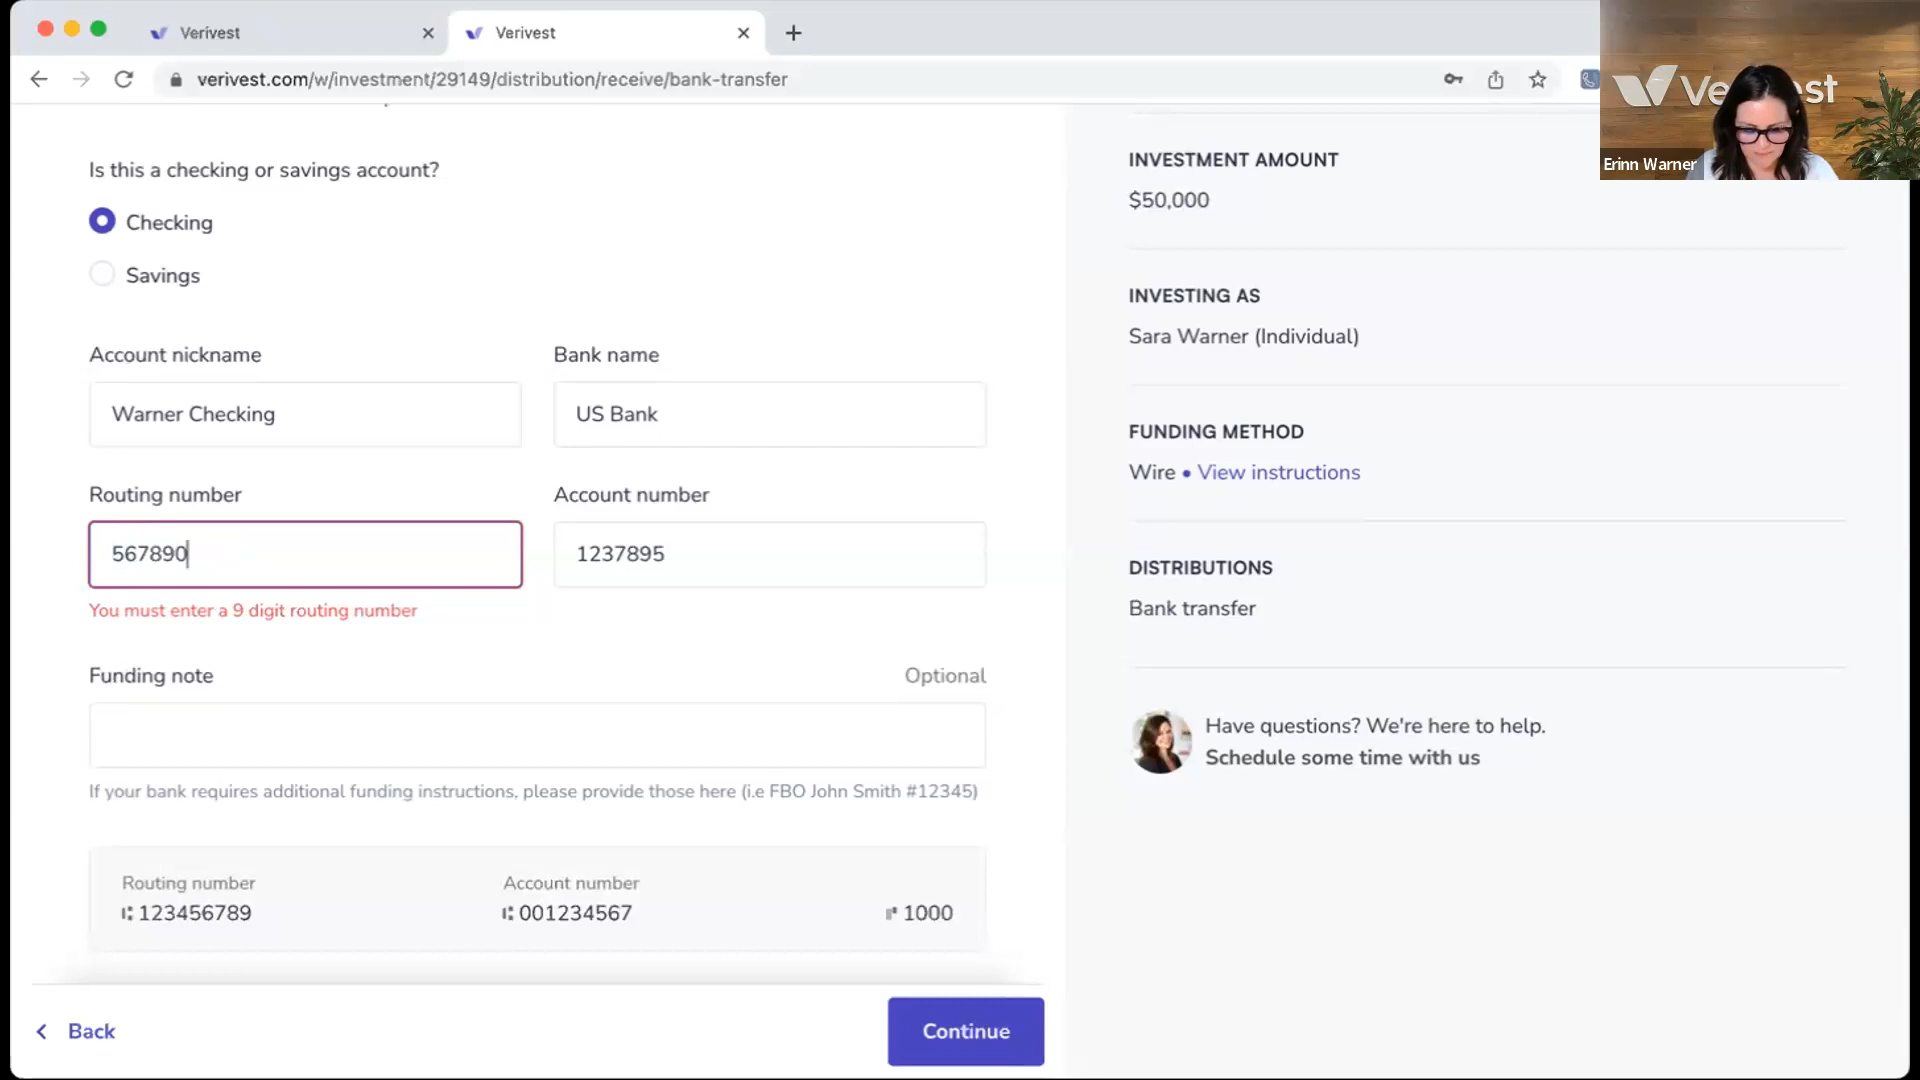 Verivest
Verivest
verivest.com/w/investment/29149/distribution/receive/bank-transfer
Erinn Warner
Is this a checking or savings account?
Checking
Savings
Account nickname
Bank name
Warner Checking
US Bank
Routing number
Account number
567890
1237895
You must enter a 9 digit routing number
Funding note
Optional
If your bank requires additional funding instructions, please provide those here (i.e FBO John Smith #12345)
Routing number
Account number
⑆123456789
⑆001234567
⑈1000
Back
Continue
INVESTMENT AMOUNT
$50,000
INVESTING AS
Sara Warner (Individual)
FUNDING METHOD
Wire • View instructions
DISTRIBUTIONS
Bank transfer
Have questions? We're here to help.
Schedule some time with us